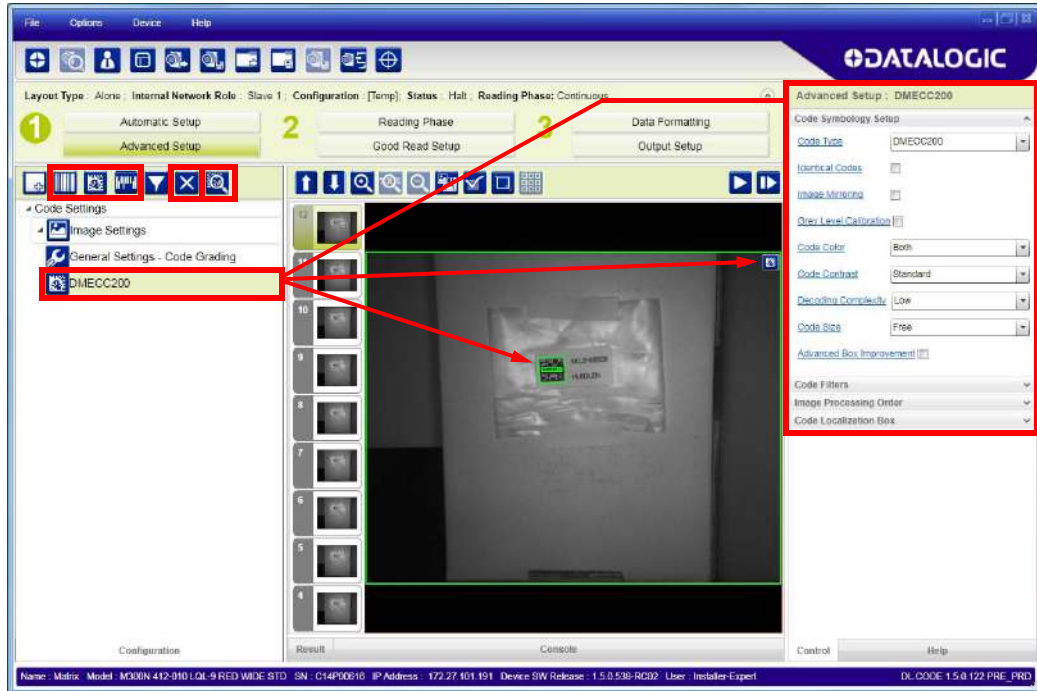 File Options Device Help
DATALOGIC
Layout Type : Alone ; Internal Network Role : Slave 1 ; Configuration : [Temp]; Status : Halt ; Reading Phase: Continuous
1 Automatic Setup 2 Reading Phase 3 Data Formatting
Advanced Setup Good Read Setup Output Setup
Code Settings
Image Settings
General Settings - Code Grading
DMECC200
12
11
10
9
8
7
6
5
4
Advanced Setup : DMECC200
Code Symbology Setup
Code Type DMECC200
Identical Codes
Image Mirroring
Grey Level Calibration
Code Color Both
Code Contrast Standard
Decoding Complexity Low
Code Size Free
Advanced Box Improvement
Code Filters
Image Processing Order
Code Localization Box
Configuration Result Console Control Help
Name : Matrix Model : M300N 412-010 LQL-9 RED WIDE STD SN : C14P00616 IP Address : 172.27.101.191 Device SW Release : 1.5.0.538-RC02 User : Installer-Expert DL.CODE 1.5.0.122 PRE_PRD